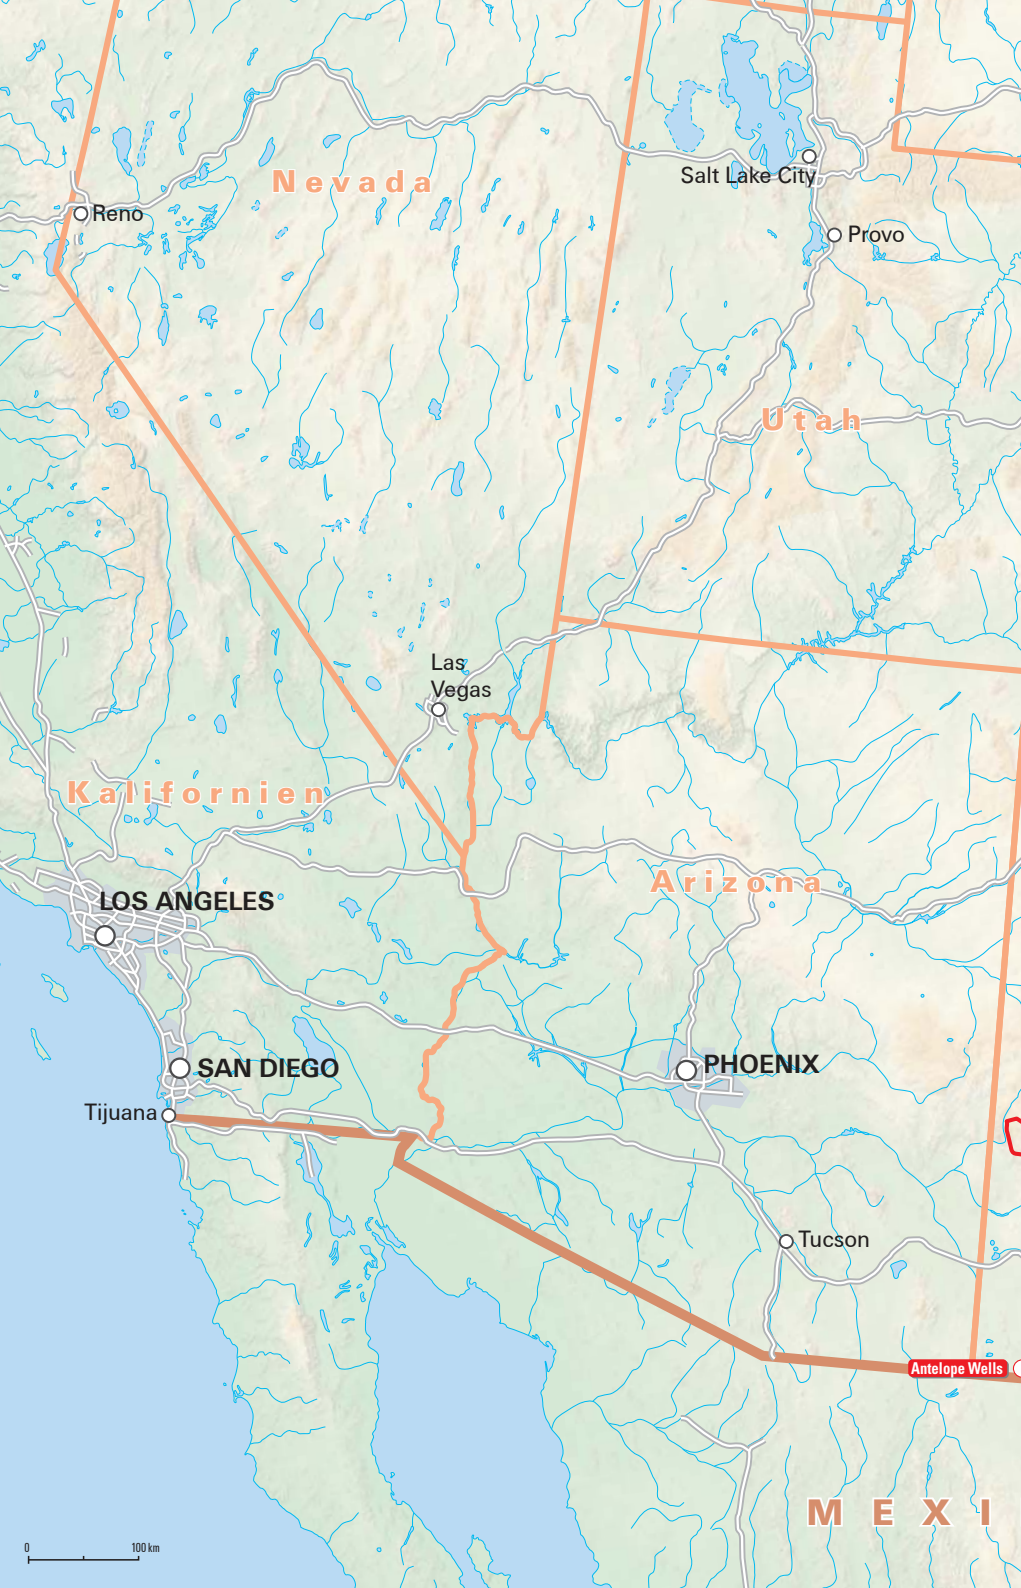 Nevada
Salt Lake City
Reno
Provo
Utah
Las
Vegas
Kalifornien
Arizona
LOS ANGELES
SAN DIEGO
PHOENIX
Tijuana
Tucson
Antelope Wells
MEXI
0 100 km